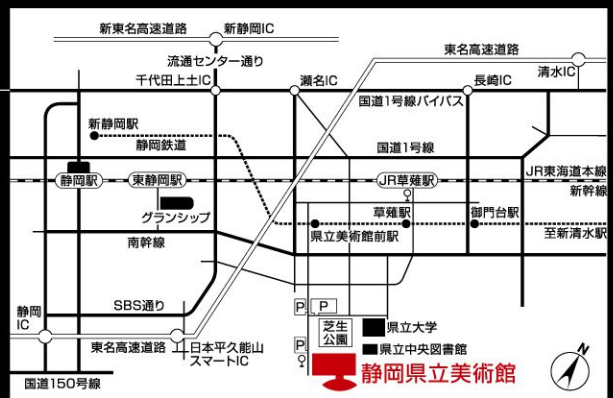 新東名高速道路
新静岡IC
東名高速道路
流通センター通り
清水IC
千代田上土IC
瀬名IC
長崎IC
国道1号線バイパス
新静岡駅
静岡鉄道
国道1号線
JR東海道本線
静岡駅
東静岡駅
JR草薙駅
新幹線
グランシップ
草薙駅
御門台駅
県立美術館前駅
至新清水駅
南幹線
SBS通り
静岡
IC
P
P
芝生
公園
県立大学
P
県立中央図書館
東名高速道路
日本平久能山
スマートIC
静岡県立美術館
N
国道150号線